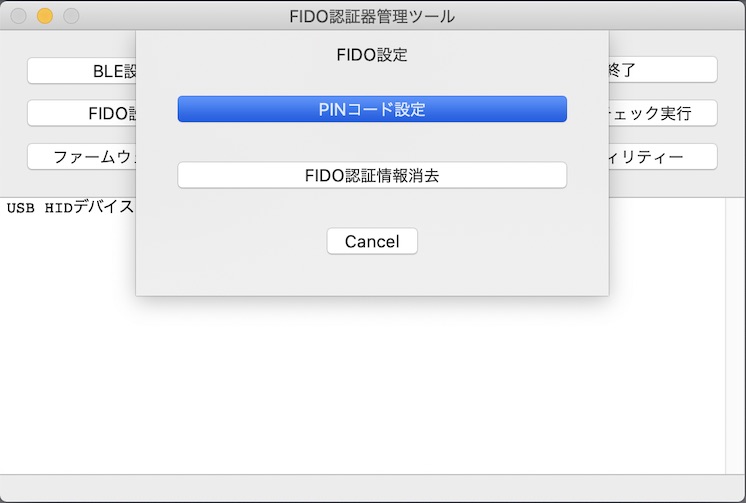 FIDO認証器管理ツール
FIDO設定
BLE設
終了
PINコード設定
FIDO設
ェック実行
ファームウ
FIDO認証情報消去
ィリティー
USB HIDデバイス
Cancel